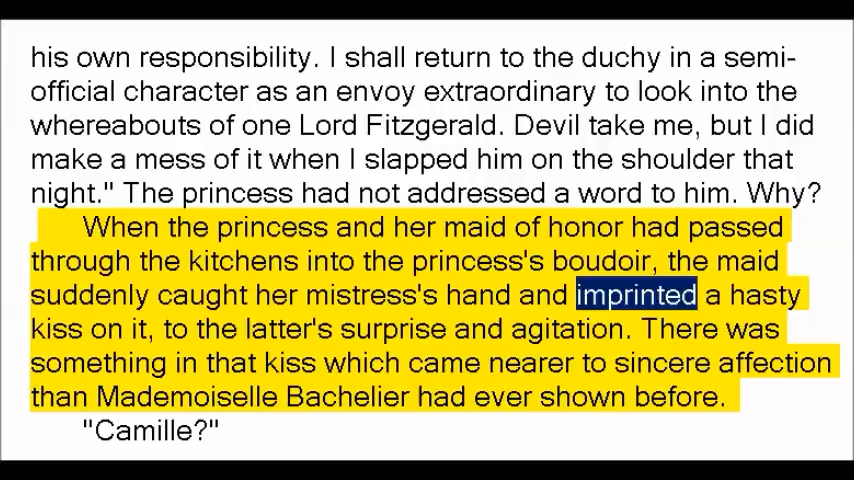 his own responsibility. I shall return to the duchy in a semi-
official character as an envoy extraordinary to look into the
whereabouts of one Lord Fitzgerald. Devil take me, but I did
make a mess of it when I slapped him on the shoulder that
night." The princess had not addressed a word to him. Why?
When the princess and her maid of honor had passed
through the kitchens into the princess's boudoir, the maid
suddenly caught her mistress's hand and imprinted a hasty
kiss on it, to the latter's surprise and agitation. There was
something in that kiss which came nearer to sincere affection
than Mademoiselle Bachelier had ever shown before.
"Camille?"